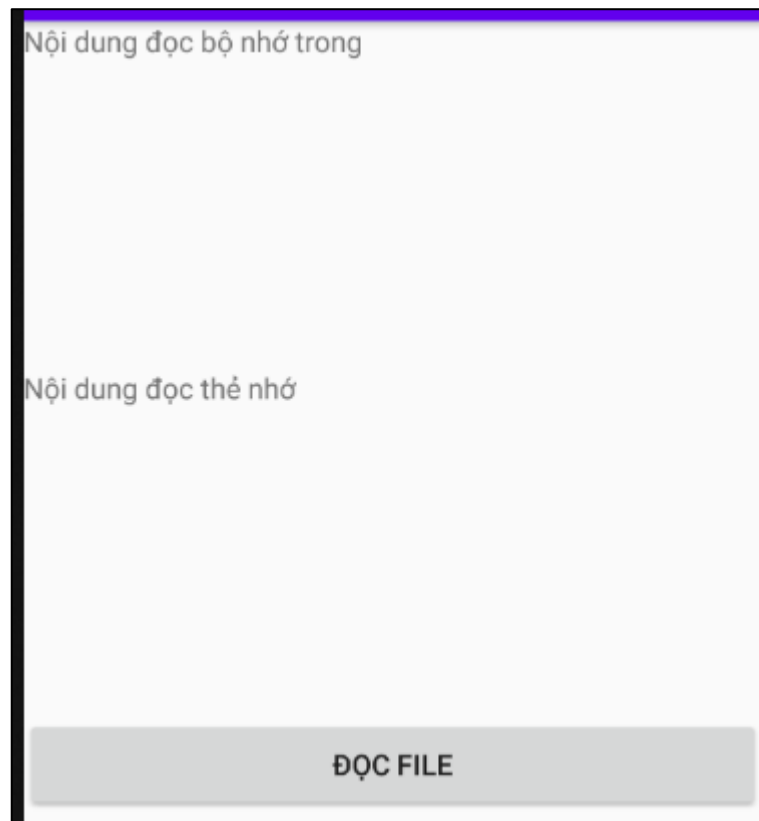 Nội dung đọc bộ nhớ trong
Nội dung đọc thẻ nhớ
ĐỌC FILE